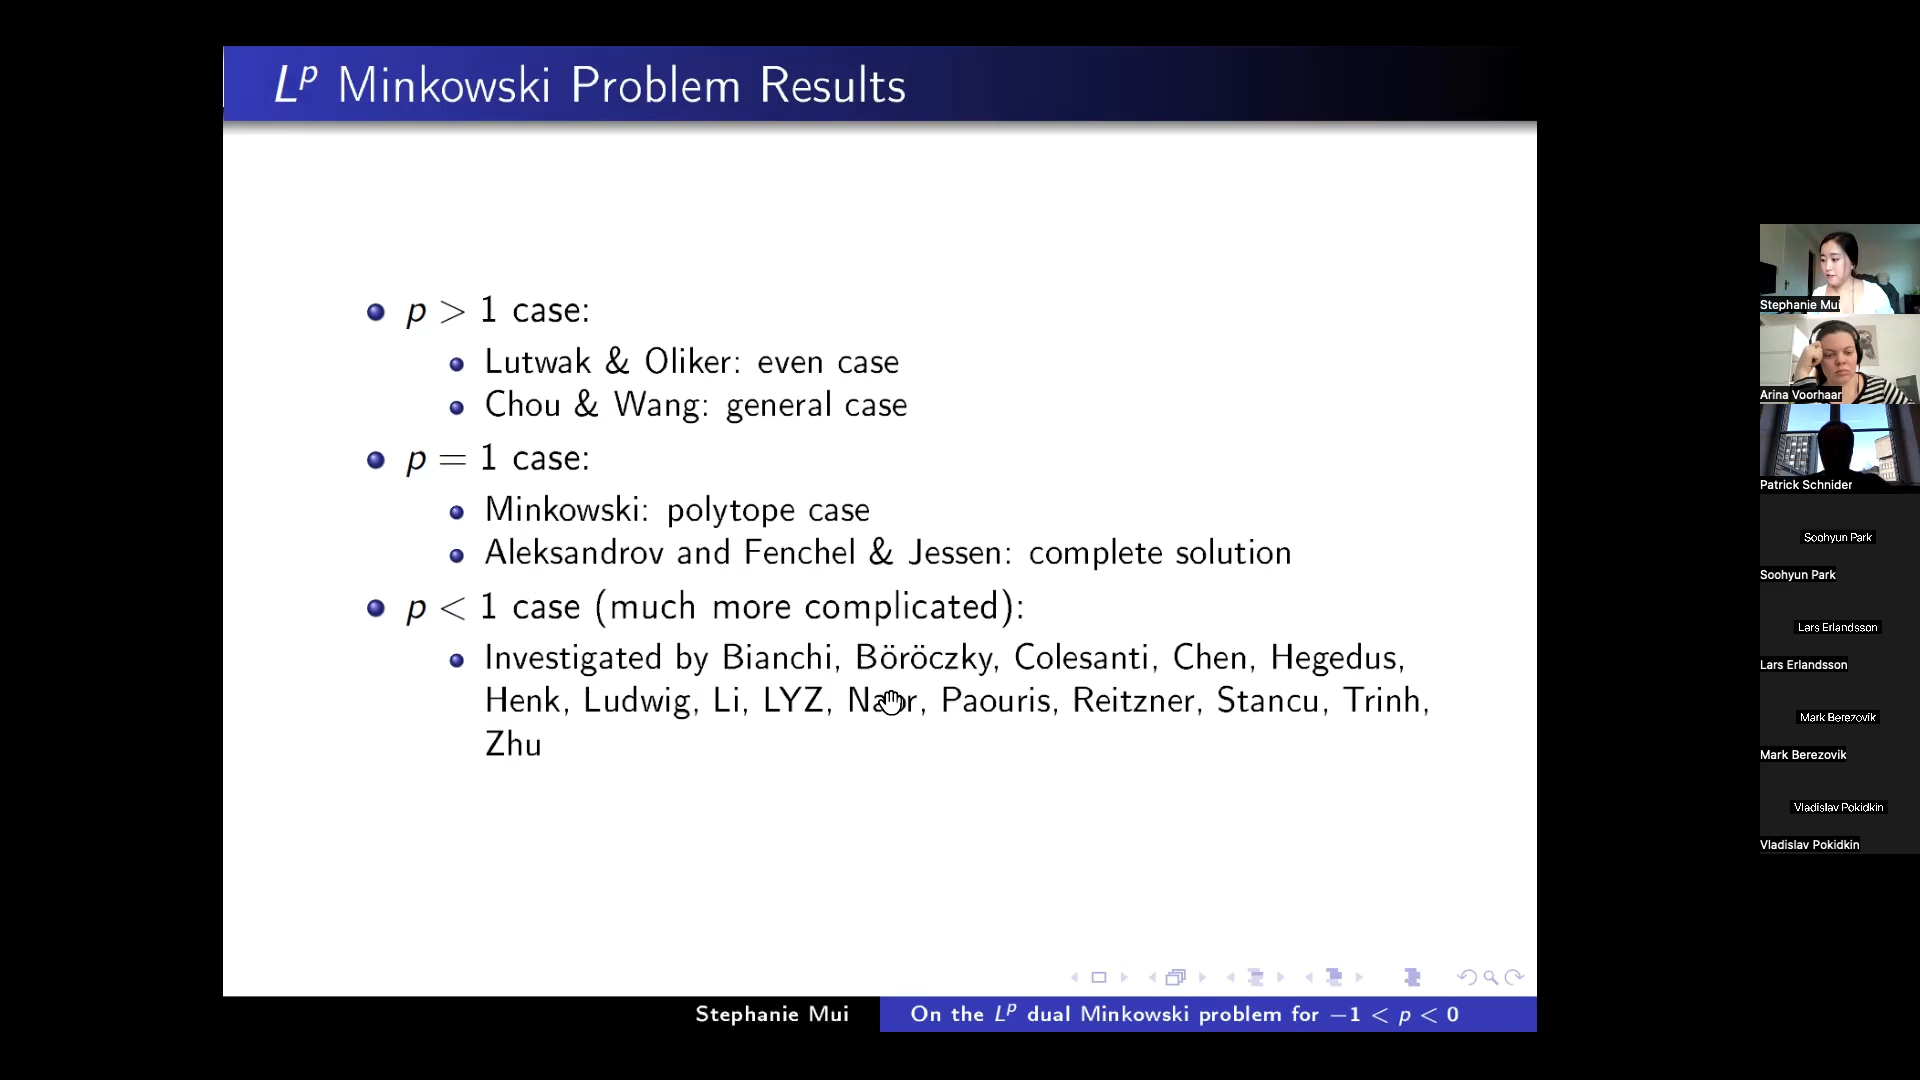 L^p Minkowski Problem Results
p > 1 case:
Lutwak & Oliker: even case
Chou & Wang: general case
p = 1 case:
Minkowski: polytope case
Aleksandrov and Fenchel & Jessen: complete solution
p < 1 case (much more complicated):
Investigated by Bianchi, Böröczky, Colesanti, Chen, Hegedus,
Henk, Ludwig, Li, LYZ, Naor, Paouris, Reitzner, Stancu, Trinh,
Zhu
Stephanie Mui
On the L^p dual Minkowski problem for −1 < p < 0
Stephanie Mui
Arina Voorhaar
Patrick Schnider
Soohyun Park
Soohyun Park
Lars Erlandsson
Lars Erlandsson
Mark Berezovik
Mark Berezovik
Vladislav Pokidkin
Vladislav Pokidkin